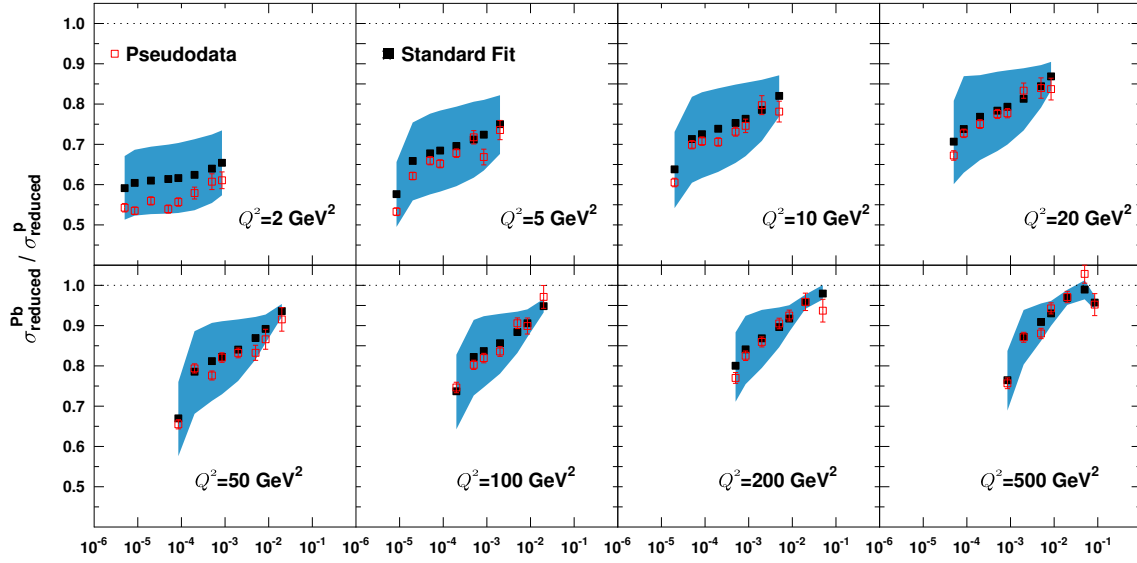 σ^Pb_reduced / σ^p_reduced
1.0
Pseudodata
Standard Fit
0.9
0.8
0.7
0.6
0.5
Q²=2 GeV²
Q²=5 GeV²
Q²=10 GeV²
Q²=20 GeV²
1.0
0.9
0.8
0.7
0.6
0.5
Q²=50 GeV²
Q²=100 GeV²
Q²=200 GeV²
Q²=500 GeV²
10⁻⁶ 10⁻⁵ 10⁻⁴ 10⁻³ 10⁻² 10⁻¹ 10⁻⁶ 10⁻⁵ 10⁻⁴ 10⁻³ 10⁻² 10⁻¹ 10⁻⁶ 10⁻⁵ 10⁻⁴ 10⁻³ 10⁻² 10⁻¹ 10⁻⁶ 10⁻⁵ 10⁻⁴ 10⁻³ 10⁻² 10⁻¹